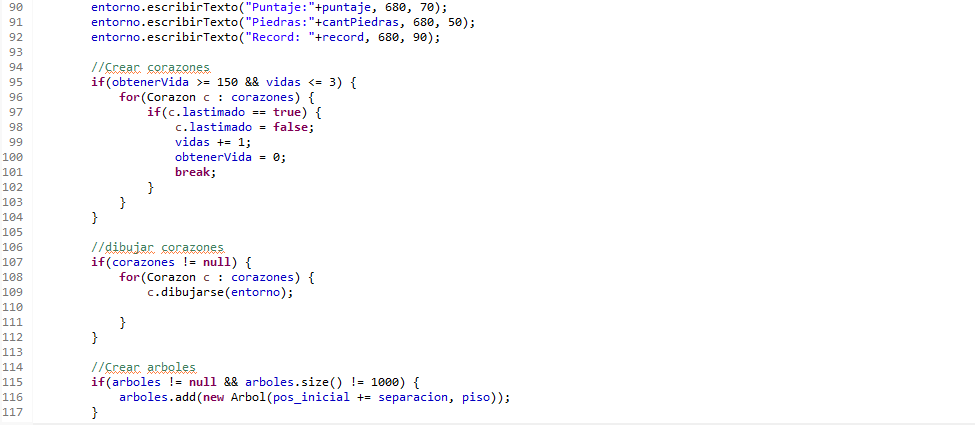 90 entorno.escribirTexto("Puntaje:"+puntaje, 680, 70);
91 entorno.escribirTexto("Piedras:"+cantPiedras, 680, 50);
92 entorno.escribirTexto("Record: "+record, 680, 90);
93
94 //Crear corazones
95 if(obtenerVida >= 150 && vidas <= 3) {
96 for(Corazon c : corazones) {
97 if(c.lastimado == true) {
98 c.lastimado = false;
99 vidas += 1;
100 obtenerVida = 0;
101 break;
102 }
103 }
104 }
105
106 //dibujar corazones
107 if(corazones != null) {
108 for(Corazon c : corazones) {
109 c.dibujarse(entorno);
110
111 }
112 }
113
114 //Crear arboles
115 if(arboles != null && arboles.size() != 1000) {
116 arboles.add(new Arbol(pos_inicial += separacion, piso));
117 }